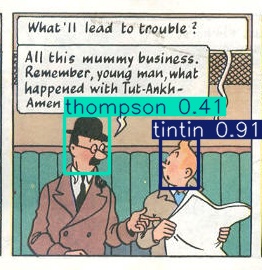 What'll lead to trouble?
All this mummy business.
Remember, young man, what
happened with Tut-Ankh-
Amen
thompson 0.41
tintin 0.91